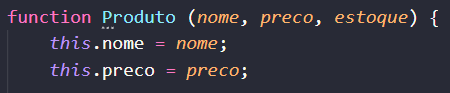 function Produto (nome, preco, estoque) {
    this.nome = nome;
    this.preco = preco;